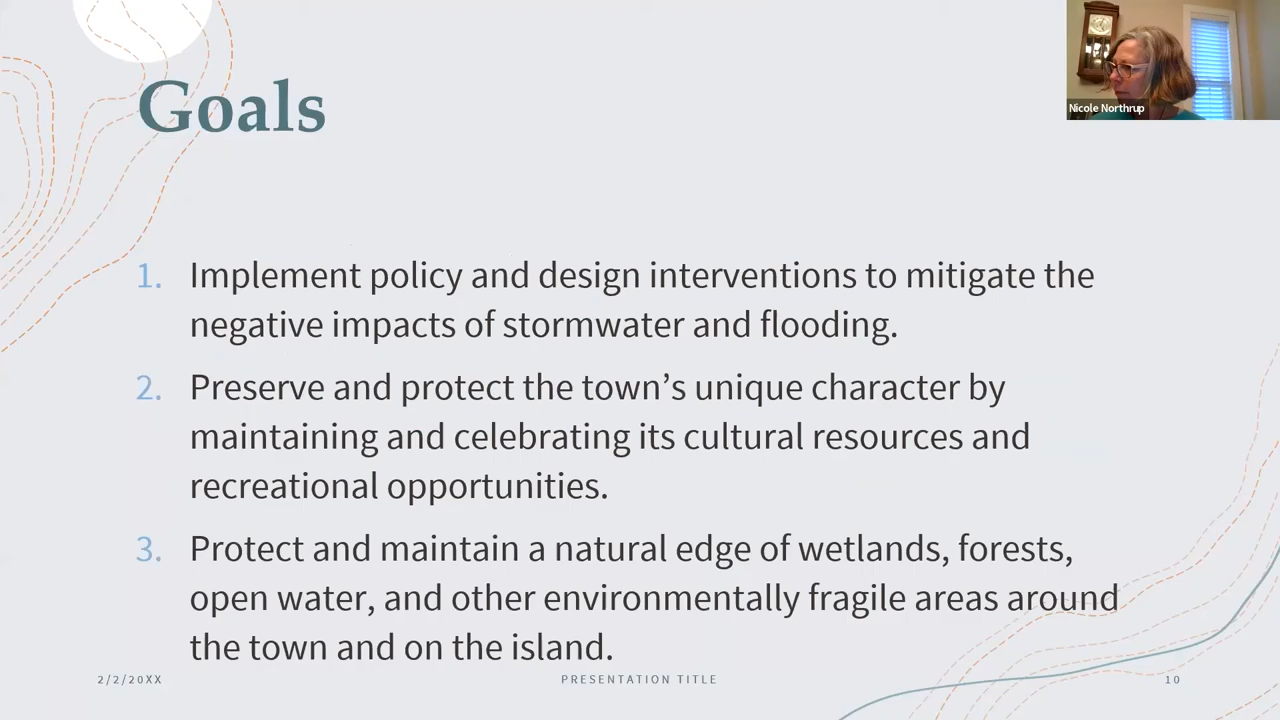 Goals
Nicole Northrup
1. Implement policy and design interventions to mitigate the
negative impacts of stormwater and flooding.
2. Preserve and protect the town’s unique character by
maintaining and celebrating its cultural resources and
recreational opportunities.
3. Protect and maintain a natural edge of wetlands, forests,
open water, and other environmentally fragile areas around
the town and on the island.
2/2/20XX PRESENTATION TITLE 10